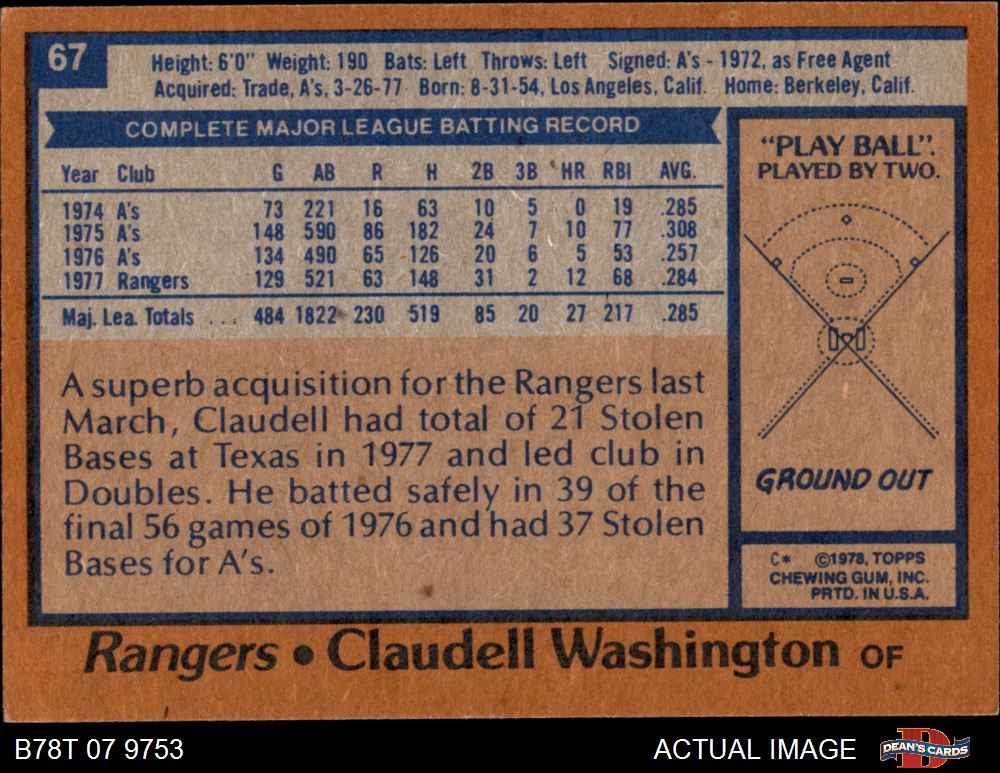 67
Height: 6'0" Weight: 190 Bats: Left Throws: Left Signed: A's - 1972, as Free Agent
Acquired: Trade, A's, 3-26-77 Born: 8-31-54, Los Angeles, Calif. Home: Berkeley, Calif.
COMPLETE MAJOR LEAGUE BATTING RECORD
Year Club G AB R H 2B 3B HR RBI AVG.
1974 A's 73 221 16 63 10 5 0 19 .285
1975 A's 148 590 86 182 24 7 10 77 .308
1976 A's 134 490 65 126 20 6 5 53 .257
1977 Rangers 129 521 63 148 31 2 12 68 .284
Maj. Lea. Totals ... 484 1822 230 519 85 20 27 217 .285
A superb acquisition for the Rangers last
March, Claudell had total of 21 Stolen
Bases at Texas in 1977 and led club in
Doubles. He batted safely in 39 of the
final 56 games of 1976 and had 37 Stolen
Bases for A's.
"PLAY BALL".
PLAYED BY TWO.
GROUND OUT
C* ©1978, TOPPS
CHEWING GUM, INC.
PRTD. IN U.S.A.
Rangers • Claudell Washington OF
B78T 07 9753
ACTUAL IMAGE
DEAN'S CARDS